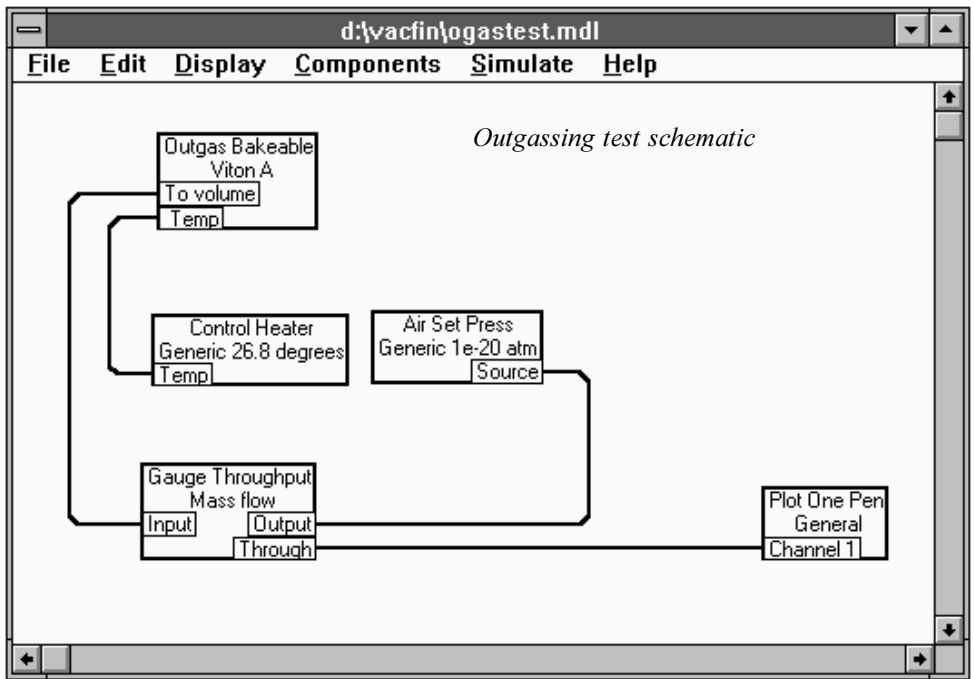 d:\vacfin\ogastest.mdl
File Edit Display Components Simulate Help
Outgassing test schematic
Outgas Bakeable
Viton A
To volume
Temp
Control Heater
Generic 26.8 degrees
Temp
Air Set Press
Generic 1e-20 atm
Source
Gauge Throughput
Mass flow
Input Output
Through
Plot One Pen
General
Channel 1